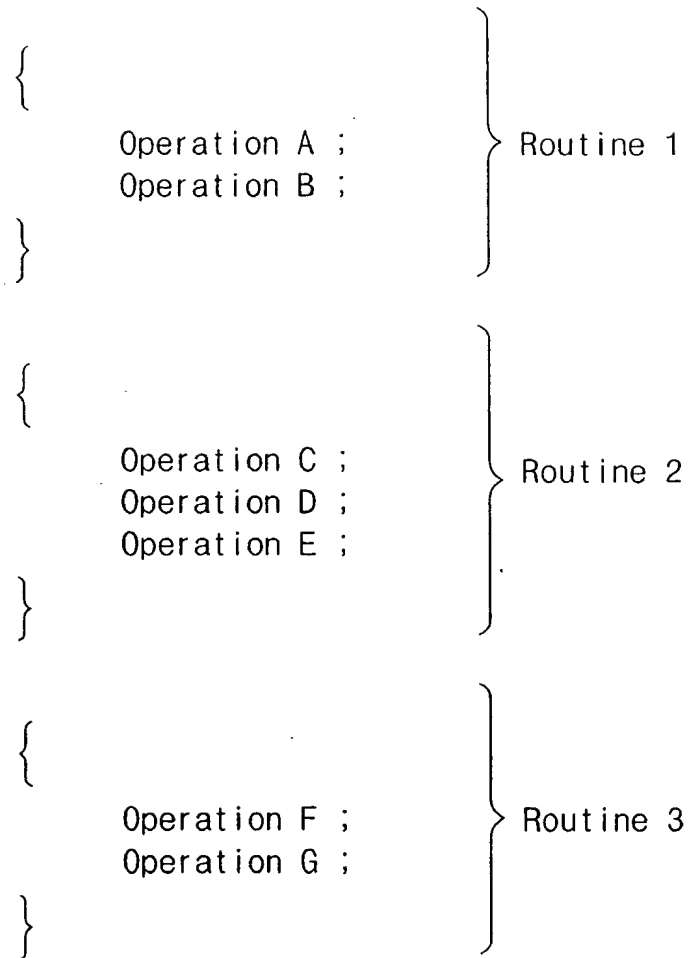 {
Operation A ; Routine 1
Operation B ;
}
{
Operation C ;
Operation D ; Routine 2
Operation E ;
}
{
Operation F ; Routine 3
Operation G ;
}